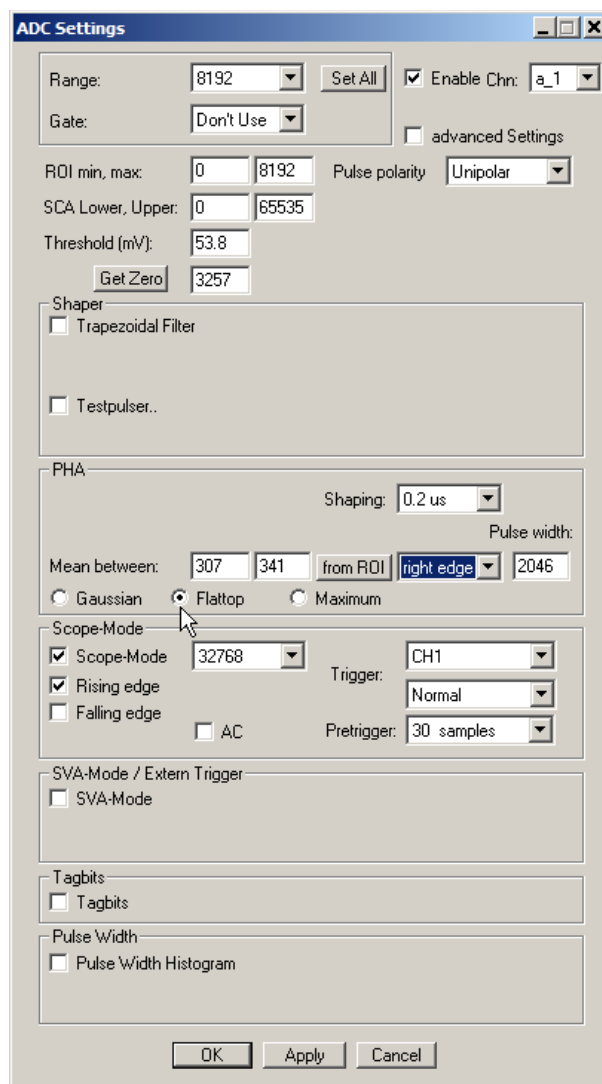 ADC Settings
Range: 8192 Set All Enable Chn: a_1
Gate: Don't Use
advanced Settings
ROI min, max: 0 8192 Pulse polarity Unipolar
SCA Lower, Upper: 0 65535
Threshold (mV): 53.8
Get Zero 3257
Shaper
Trapezoidal Filter
Testpulser..
PHA
Shaping: 0.2 us
Pulse width:
Mean between: 307 341 from ROI right edge 2046
Gaussian Flattop Maximum
Scope-Mode
Scope-Mode 32768 CH1
Trigger:
Rising edge Normal
Falling edge
AC Pretrigger: 30 samples
SVA-Mode / Extern Trigger
SVA-Mode
Tagbits
Tagbits
Pulse Width
Pulse Width Histogram
OK Apply Cancel